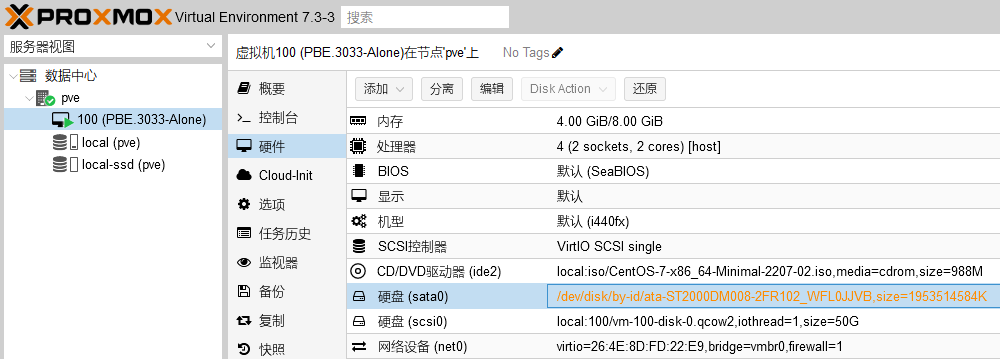 PROXMOX Virtual Environment 7.3-3 搜索
服务器视图
数据中心
pve
100 (PBE.3033-Alone)
local (pve)
local-ssd (pve)
虚拟机100 (PBE.3033-Alone)在节点'pve'上 No Tags
概要
控制台
硬件
Cloud-Init
选项
任务历史
监视器
备份
复制
快照
添加 分离 编辑 Disk Action 还原
内存 4.00 GiB/8.00 GiB
处理器 4 (2 sockets, 2 cores) [host]
BIOS 默认 (SeaBIOS)
显示 默认
机型 默认 (i440fx)
SCSI控制器 VirtIO SCSI single
CD/DVD驱动器 (ide2) local:iso/CentOS-7-x86_64-Minimal-2207-02.iso,media=cdrom,size=988M
硬盘 (sata0) /dev/disk/by-id/ata-ST2000DM008-2FR102_WFL0JJVB,size=1953514584K
硬盘 (scsi0) local:100/vm-100-disk-0.qcow2,iothread=1,size=50G
网络设备 (net0) virtio=26:4E:8D:FD:22:E9,bridge=vmbr0,firewall=1